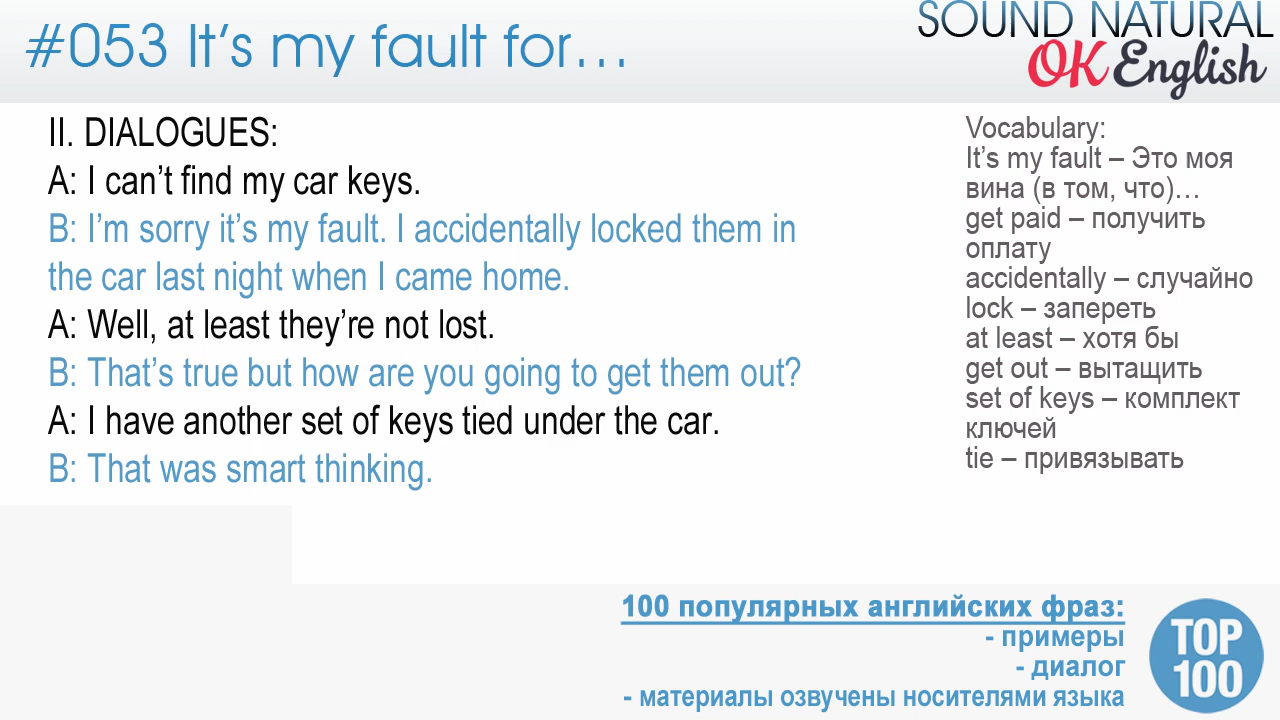 #053 It's my fault for...
SOUND NATURAL
OK English
II. DIALOGUES:
A: I can't find my car keys.
B: I'm sorry it's my fault. I accidentally locked them in
the car last night when I came home.
A: Well, at least they're not lost.
B: That's true but how are you going to get them out?
A: I have another set of keys tied under the car.
B: That was smart thinking.
Vocabulary:
It's my fault – Это моя
вина (в том, что)…
get paid – получить
оплату
accidentally – случайно
lock – запереть
at least – хотя бы
get out – вытащить
set of keys – комплект
ключей
tie – привязывать
100 популярных английских фраз:
- примеры
- диалог
- материалы озвучены носителями языка
TOP
100